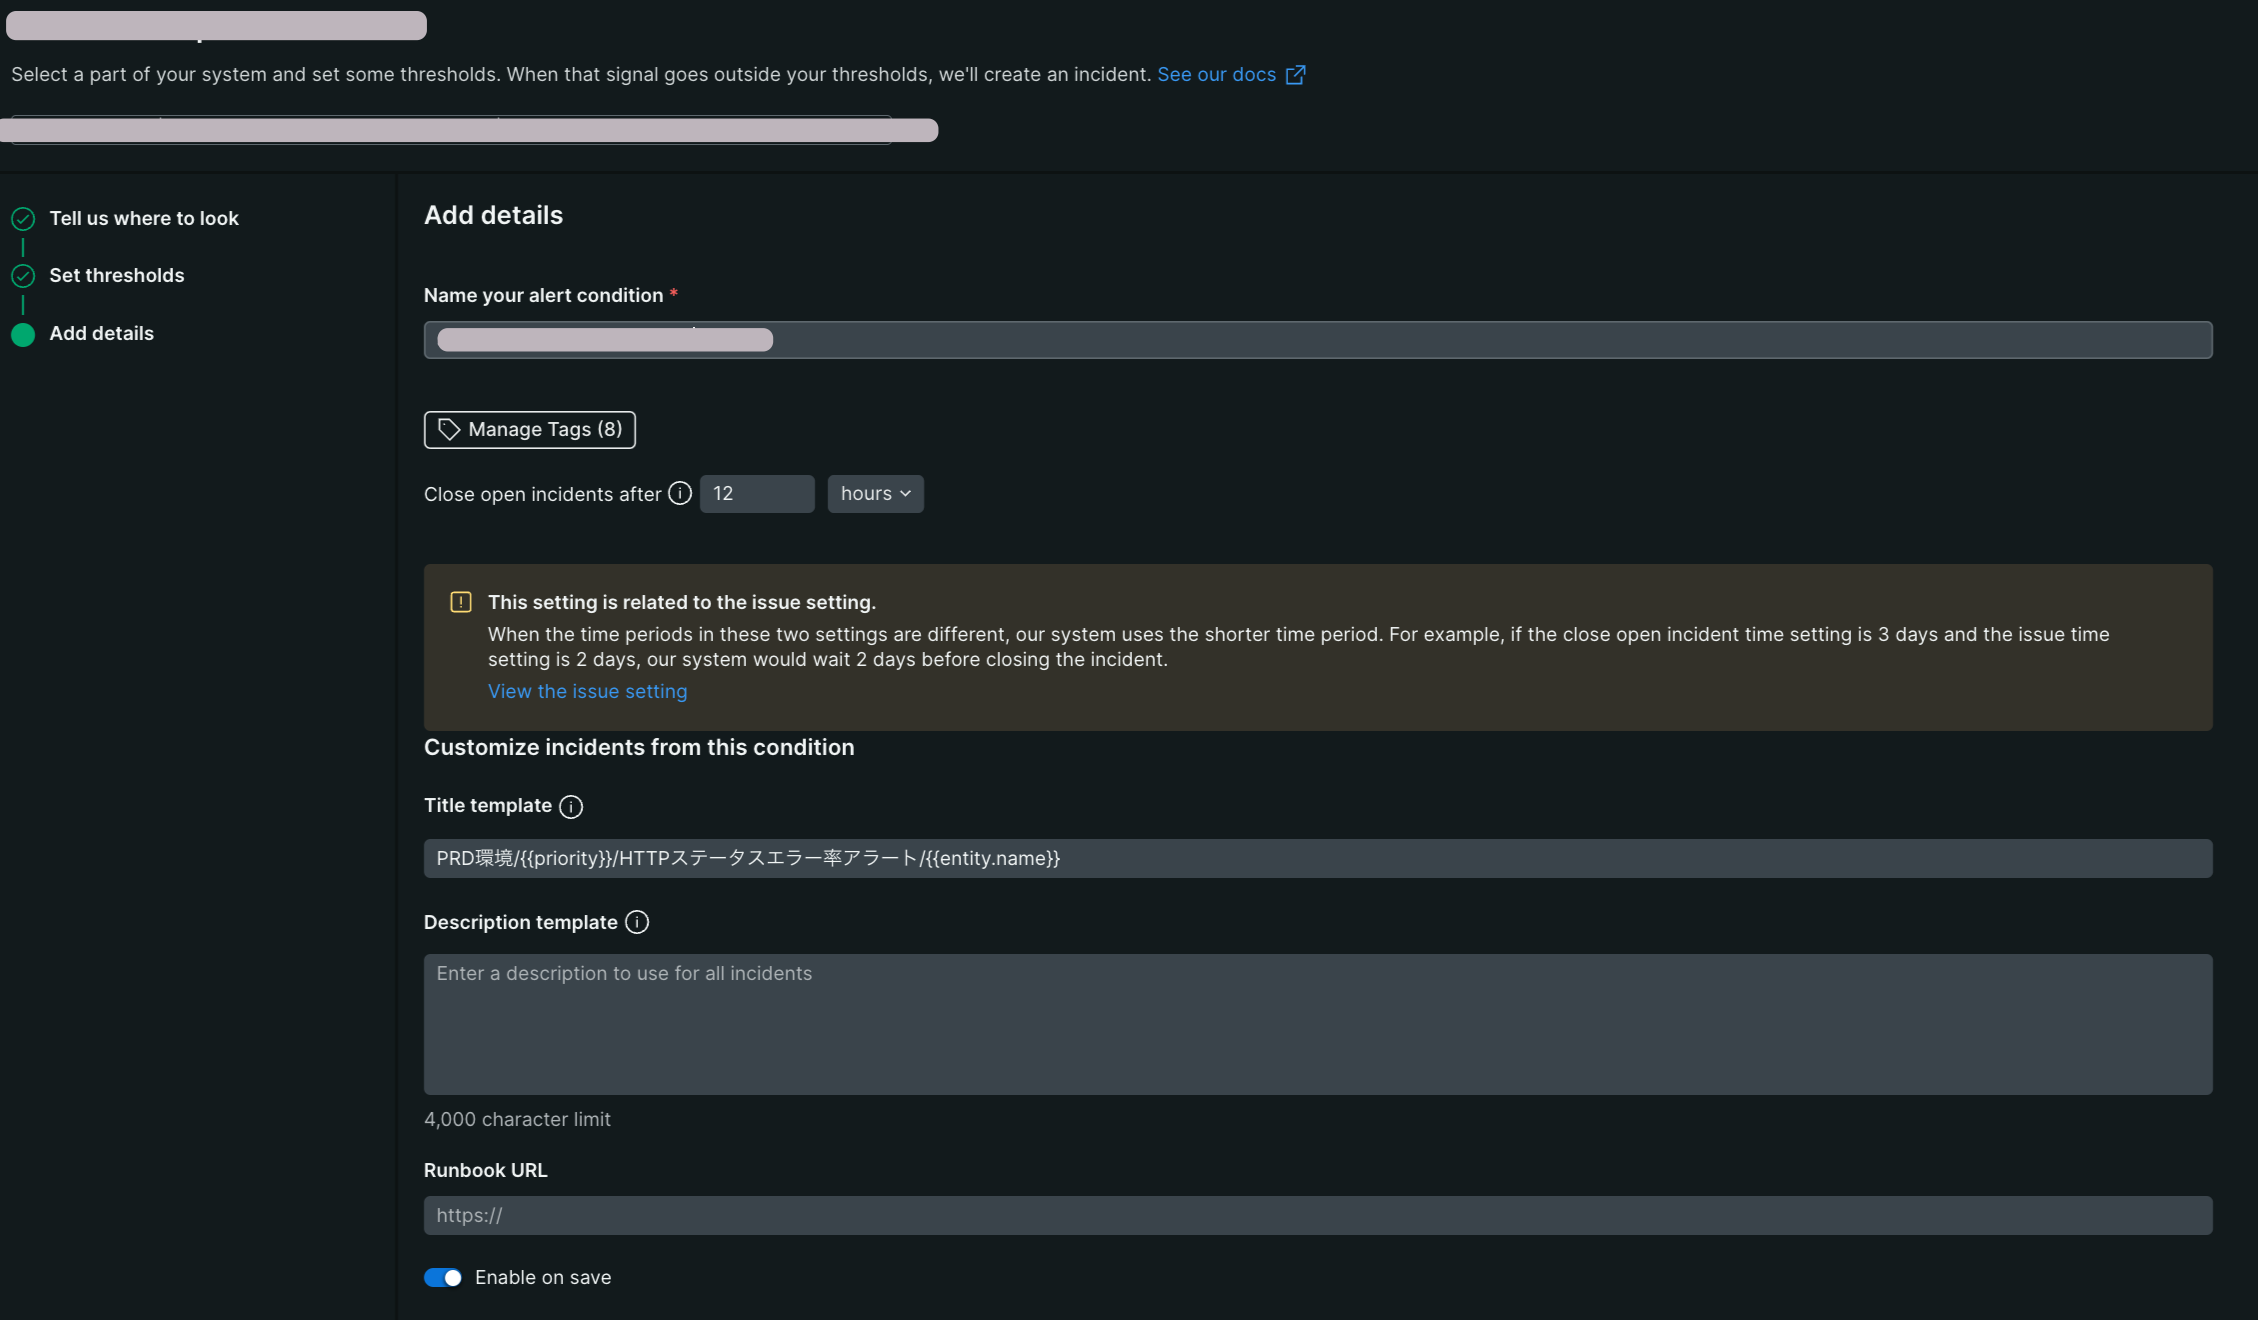 Select a part of your system and set some thresholds. When that signal goes outside your thresholds, we'll create an incident. See our docs
Tell us where to look
Set thresholds
Add details
Add details
Name your alert condition *
Manage Tags (8)
Close open incidents after 12 hours
This setting is related to the issue setting.
When the time periods in these two settings are different, our system uses the shorter time period. For example, if the close open incident time setting is 3 days and the issue time
setting is 2 days, our system would wait 2 days before closing the incident.
View the issue setting
Customize incidents from this condition
Title template
PRD環境/{{priority}}/HTTPステータスエラー率アラート/{{entity.name}}
Description template
Enter a description to use for all incidents
4,000 character limit
Runbook URL
https://
Enable on save